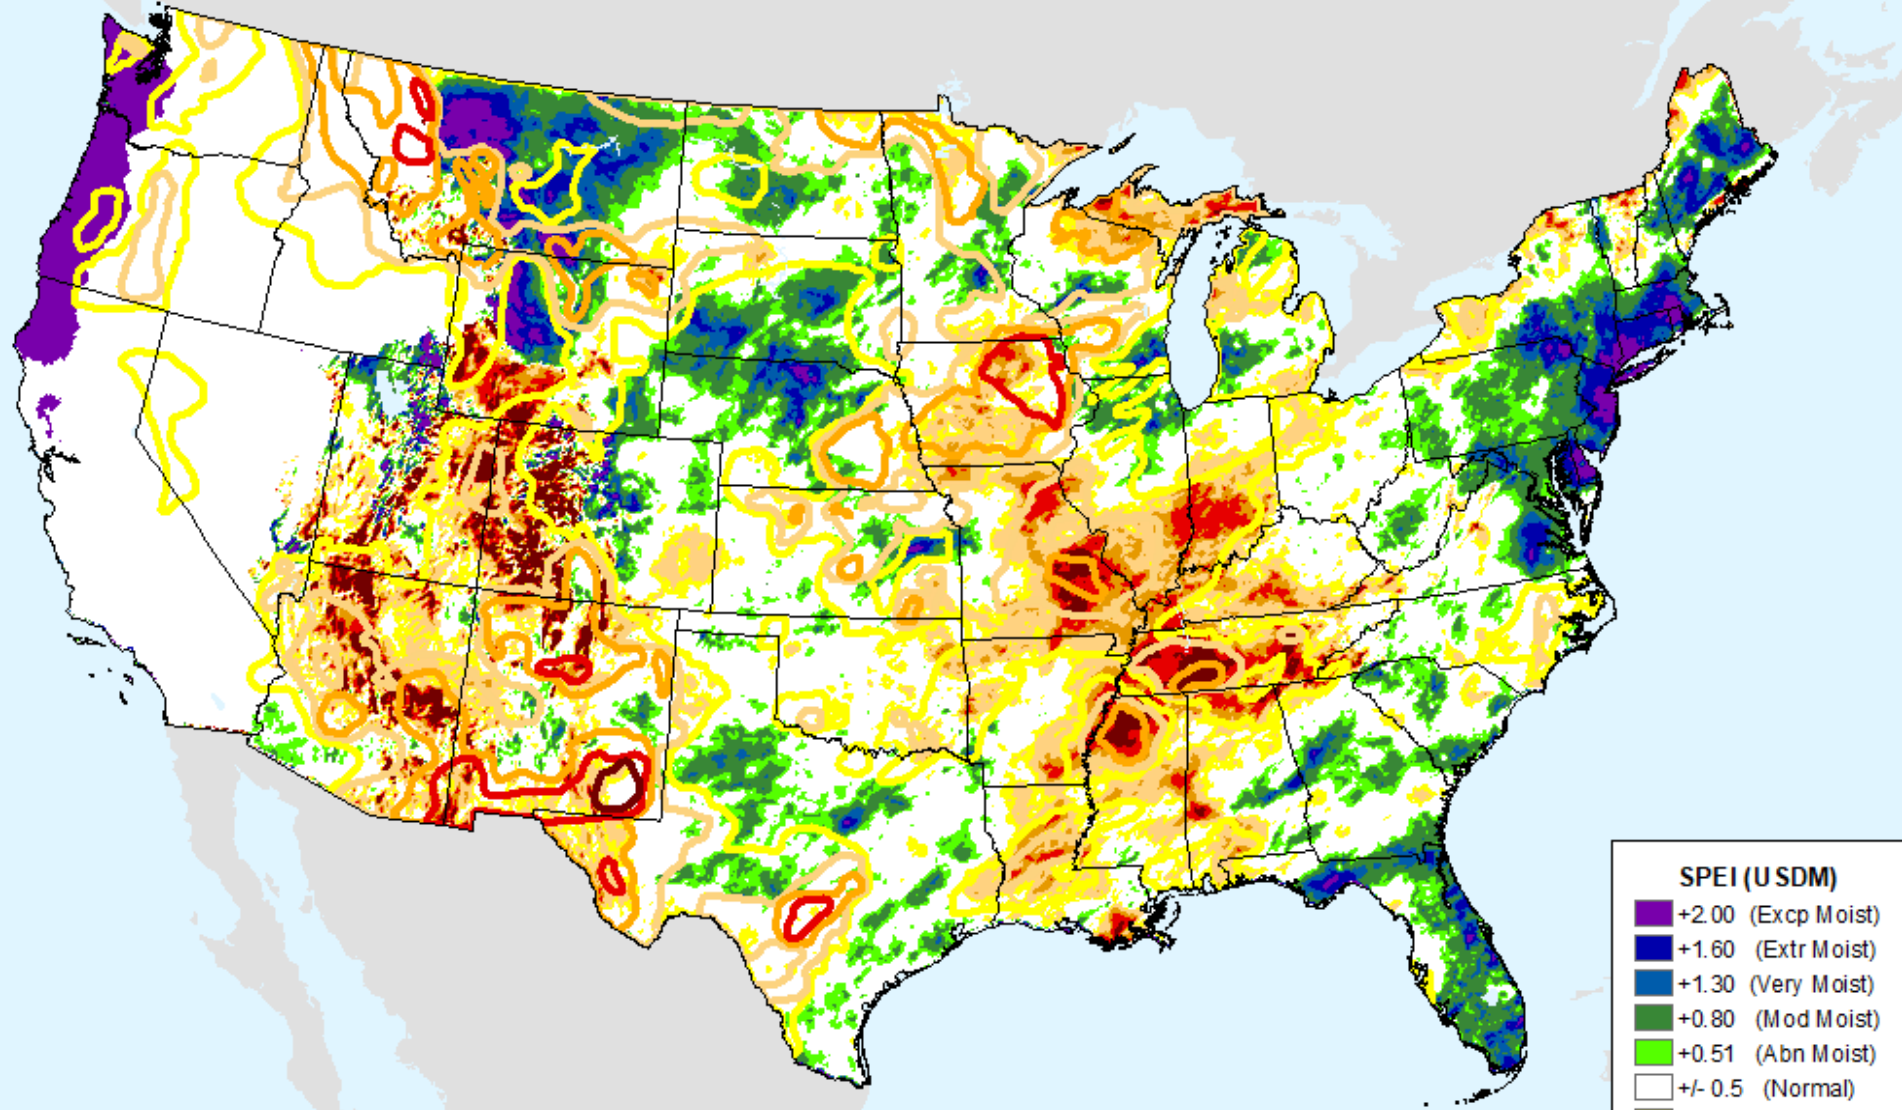 SPEI (USDM)
+2.00 (Excp Moist)
+1.60 (Extr Moist)
+1.30 (Very Moist)
+0.80 (Mod Moist)
+0.51 (Abn Moist)
+/- 0.5 (Normal)